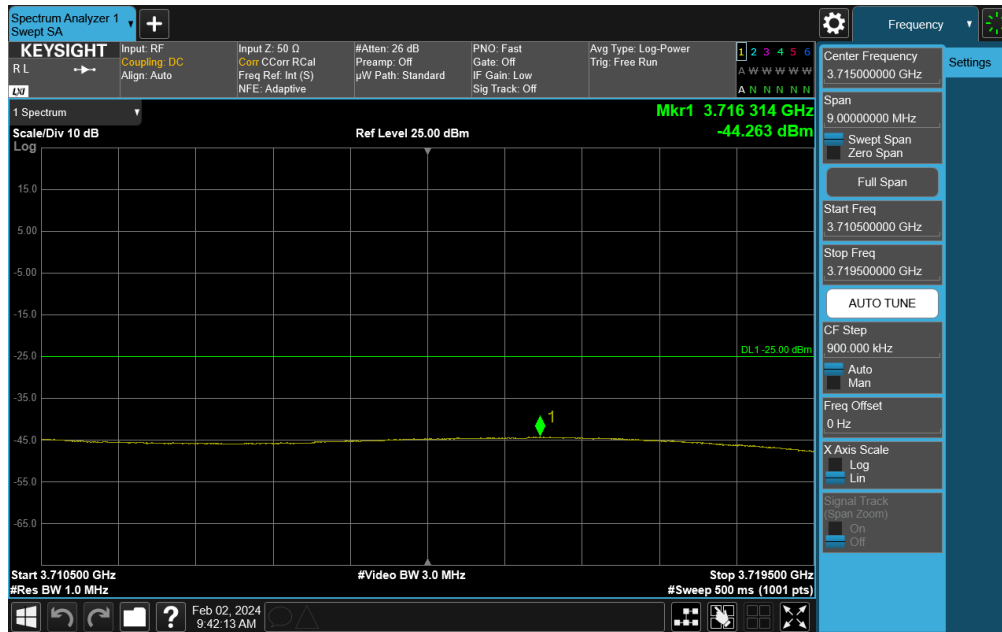 Spectrum Analyzer 1
Swept SA
Frequency
KEYSIGHT
R L
LXI
Input: RF
Coupling: DC
Align: Auto
Input Z: 50 Ω
Corr CCorr RCal
Freq Ref: Int (S)
NFE: Adaptive
#Atten: 26 dB
Preamp: Off
µW Path: Standard
PNO: Fast
Gate: Off
IF Gain: Low
Sig Track: Off
Avg Type: Log-Power
Trig: Free Run
1 2 3 4 5 6
A W W W W W
A N N N N N
1 Spectrum
Scale/Div 10 dB
Log
Ref Level 25.00 dBm
Mkr1 3.716 314 GHz
-44.263 dBm
15.0
5.00
-5.00
-15.0
-25.0
-35.0
-45.0
-55.0
-65.0
DL1 -25.00 dBm
1
Start 3.710500 GHz
#Res BW 1.0 MHz
#Video BW 3.0 MHz
Stop 3.719500 GHz
#Sweep 500 ms (1001 pts)
?
Feb 02, 2024
9:42:13 AM
Center Frequency
3.715000000 GHz
Span
9.00000000 MHz
Swept Span
Zero Span
Full Span
Start Freq
3.710500000 GHz
Stop Freq
3.719500000 GHz
AUTO TUNE
CF Step
900.000 kHz
Auto
Man
Freq Offset
0 Hz
X Axis Scale
Log
Lin
Signal Track
(Span Zoom)
On
Off
Settings